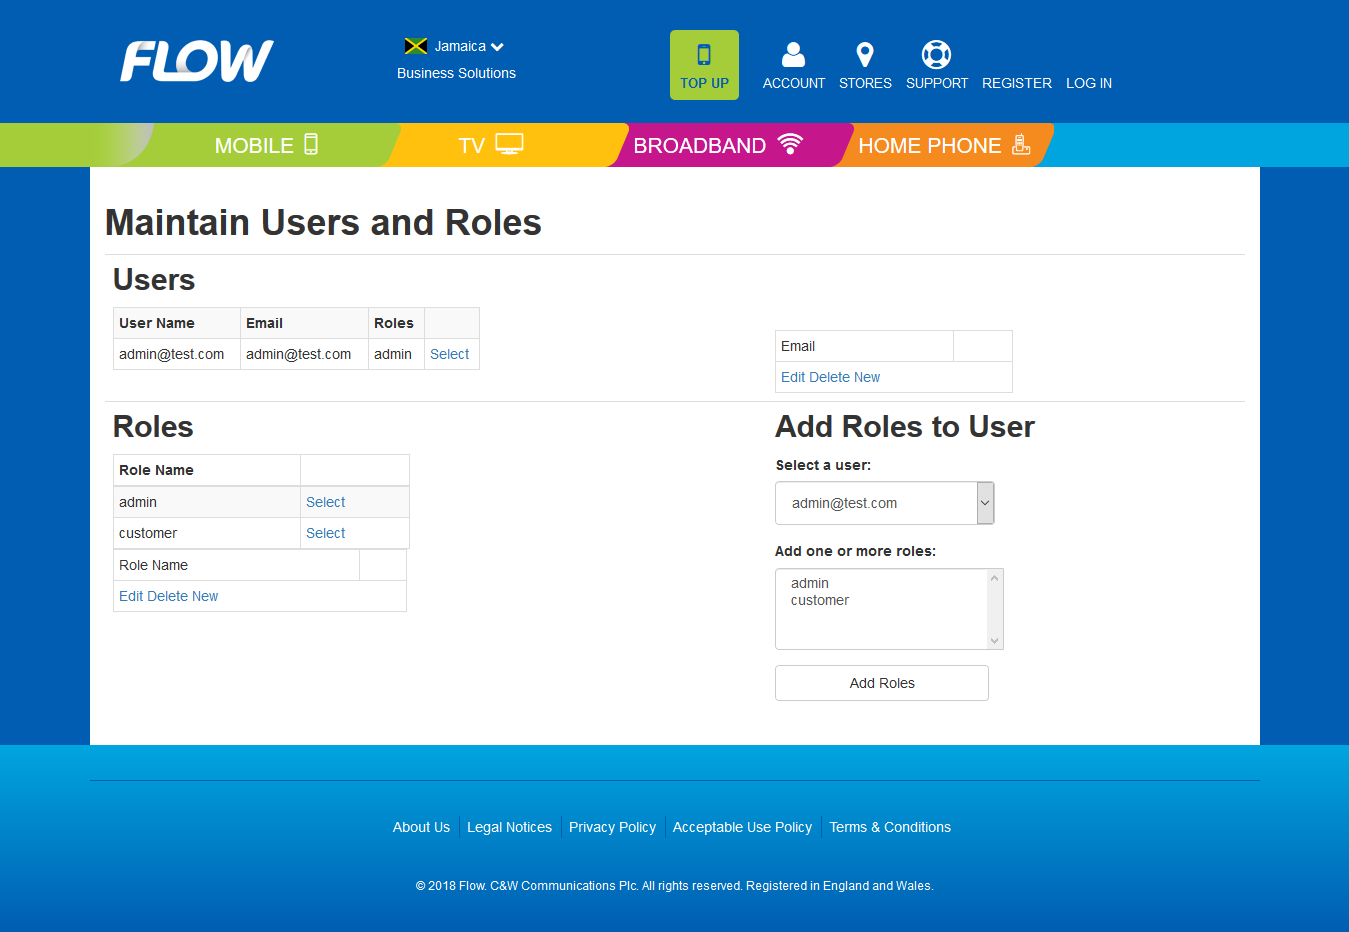 FLOW
Jamaica
Business Solutions
TOP UP
ACCOUNT STORES SUPPORT REGISTER LOG IN
MOBILE TV BROADBAND HOME PHONE
Maintain Users and Roles
Users
User Name Email Roles
admin@test.com admin@test.com admin Select
Email
Edit Delete New
Roles
Role Name
admin Select
customer Select
Role Name
Edit Delete New
Add Roles to User
Select a user:
admin@test.com
Add one or more roles:
admin
customer
Add Roles
About Us Legal Notices Privacy Policy Acceptable Use Policy Terms & Conditions
© 2018 Flow. C&W Communications Plc. All rights reserved. Registered in England and Wales.